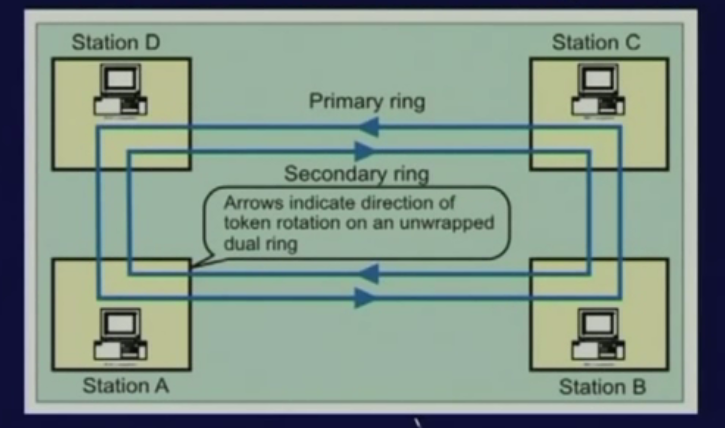 Station D
Station C
Primary ring
Secondary ring
Arrows indicate direction of
token rotation on an unwrapped
dual ring
Station A
Station B